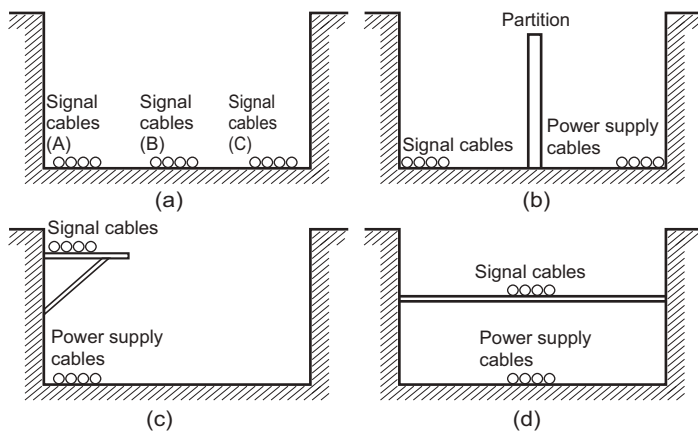 Signal
cables
(A)
Signal
cables
(B)
Signal
cables
(C)
(a)
Partition
Signal cables
Power supply
cables
(b)
Signal cables
Power supply
cables
(c)
Signal cables
Power supply
cables
(d)